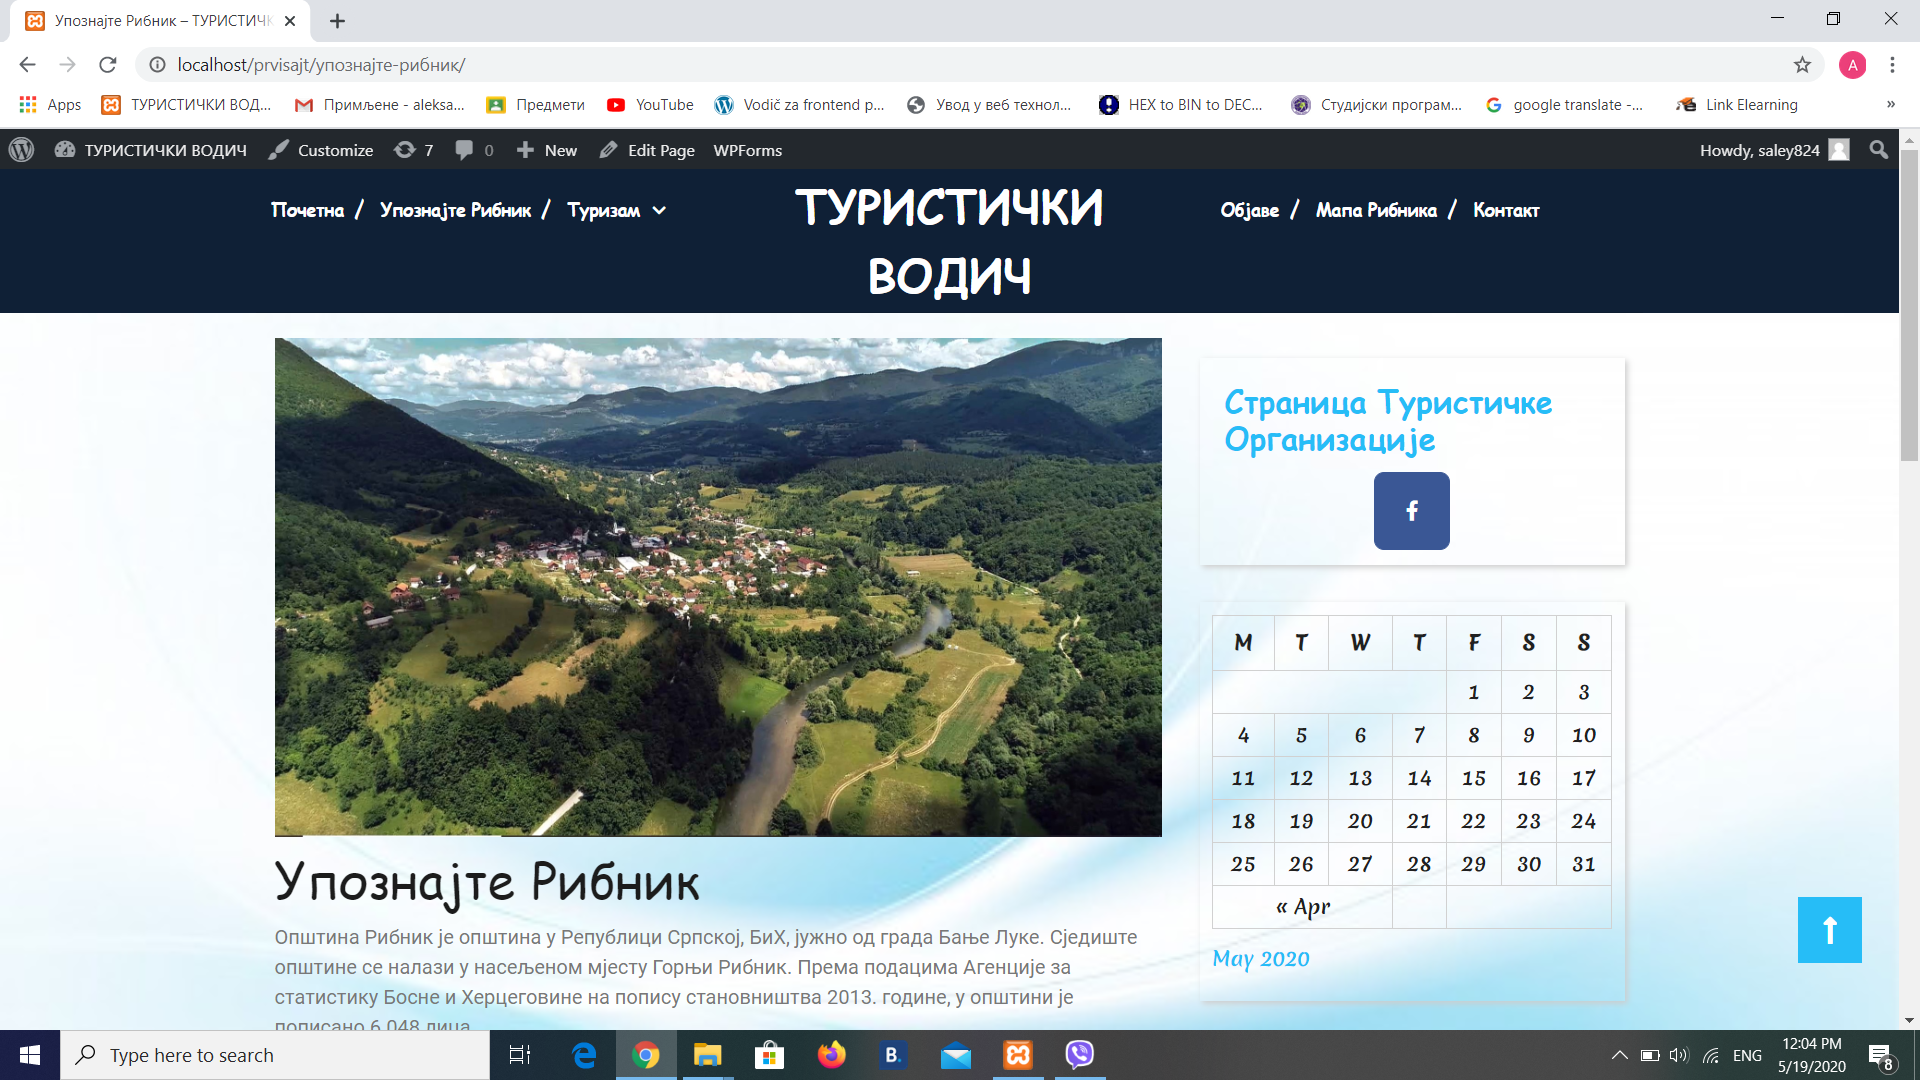 Упознајте Рибник – ТУРИСТИЧК
localhost/prvisajt/упознајте-рибник/
A
Apps
ТУРИСТИЧКИ ВОД...
Примљене - aleksa...
Предмети
YouTube
Vodič za frontend p...
Увод у веб технол...
HEX to BIN to DEC...
Студијски програм...
google translate -...
Link Elearning
»
ТУРИСТИЧКИ ВОДИЧ
Customize
7
0
New
Edit Page
WPForms
Howdy, saley824
Почетна / Упознајте Рибник / Туризам
ТУРИСТИЧКИ
ВОДИЧ
Објаве / Мапа Рибника / Контакт
Страница Туристичке
Организације
M T W T F S S
1 2 3
4 5 6 7 8 9 10
11 12 13 14 15 16 17
18 19 20 21 22 23 24
25 26 27 28 29 30 31
« Apr
May 2020
Упознајте Рибник
Општина Рибник је општина у Републици Српској, БиХ, јужно од града Бање Луке. Сједиште
општине се налази у насељеном мјесту Горњи Рибник. Према подацима Агенције за
статистику Босне и Херцеговине на попису становништва 2013. године, у општини је
пописано 6.048 лица.
Type here to search
B.
ENG
12:04 PM
5/19/2020
8